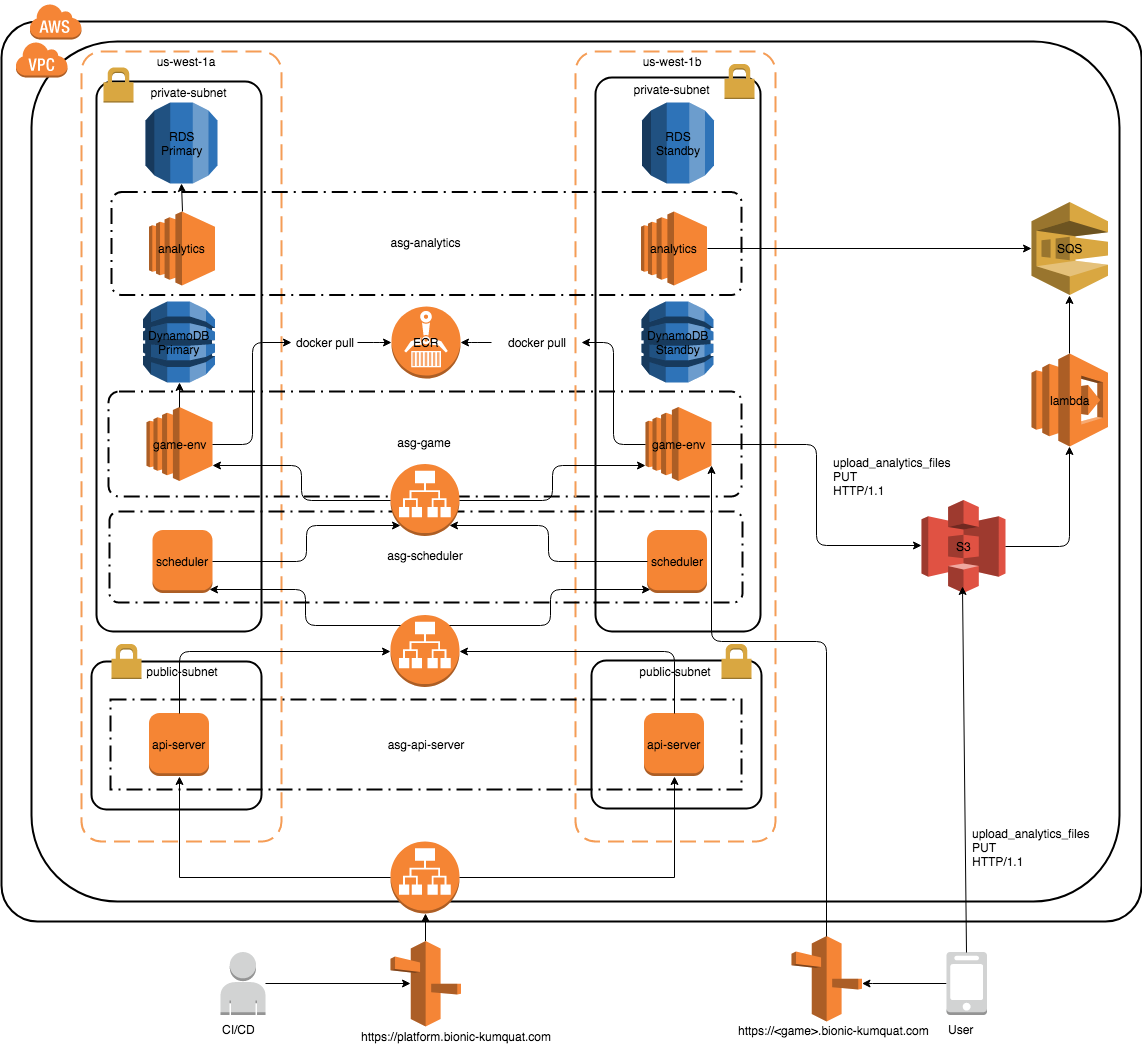 AWS
VPC
us-west-1a
us-west-1b
private-subnet
private-subnet
RDS
Primary
RDS
Standby
analytics
asg-analytics
analytics
SQS
DynamoDB
Primary
docker pull
ECR
docker pull
DynamoDB
Standby
lambda
game-env
asg-game
game-env
upload_analytics_files
PUT
HTTP/1.1
S3
scheduler
asg-scheduler
scheduler
public-subnet
public-subnet
api-server
asg-api-server
api-server
upload_analytics_files
PUT
HTTP/1.1
CI/CD
https://platform.bionic-kumquat.com
https://<game>.bionic-kumquat.com
User